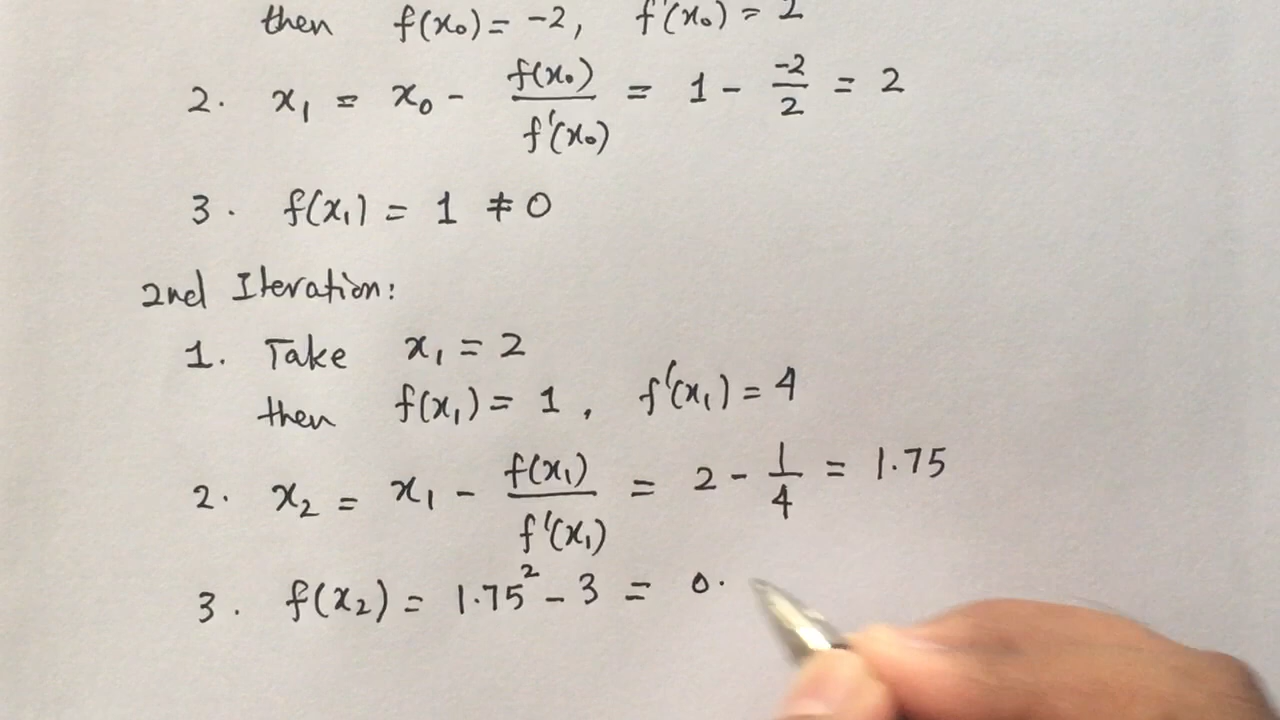 then f(x₀) = -2, f'(x₀) = 2
2. x₁ = x₀ - f(x₀)/f'(x₀) = 1 - -2/2 = 2
3. f(x₁) = 1 ≠ 0
2nd Iteration:
1. Take x₁ = 2
then f(x₁) = 1, f'(x₁) = 4
2. x₂ = x₁ - f(x₁)/f'(x₁) = 2 - 1/4 = 1.75
3. f(x₂) = 1.75² - 3 = 0.